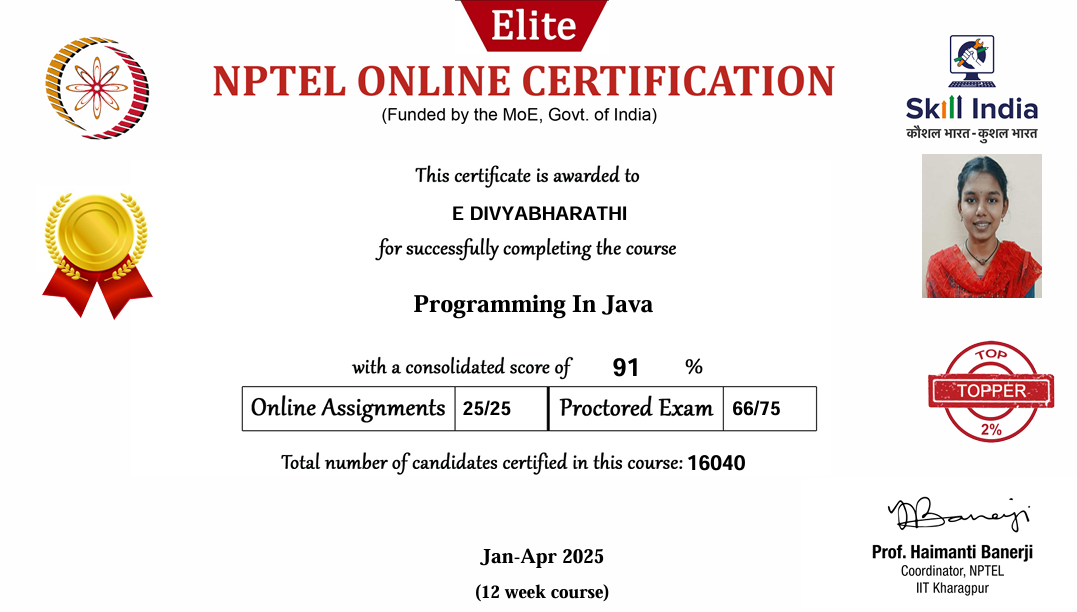 Elite
NPTEL ONLINE CERTIFICATION
(Funded by the MoE, Govt. of India)
Skill India
कौशल भारत - कुशल भारत
This certificate is awarded to
E DIVYABHARATHI
for successfully completing the course
Programming In Java
with a consolidated score of 91 %
Online Assignments 25/25 Proctored Exam 66/75
TOP
TOPPER
2%
Total number of candidates certified in this course: 16040
Banerji
Prof. Haimanti Banerji
Coordinator, NPTEL
IIT Kharagpur
Jan-Apr 2025
(12 week course)